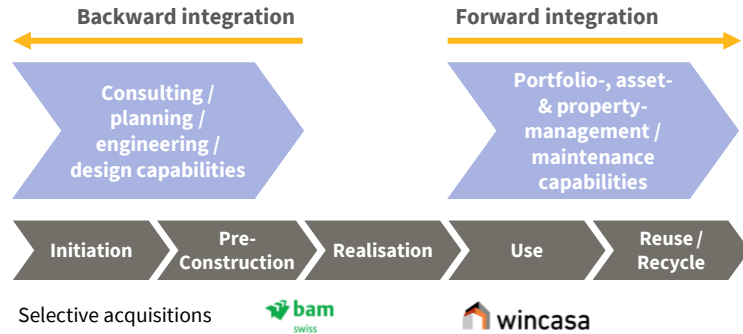 Backward integration
Forward integration
Consulting /
planning /
engineering /
design capabilities
Portfolio-, asset-
& property-
management /
maintenance
capabilities
Initiation
Pre-
Construction
Realisation
Use
Reuse /
Recycle
Selective acquisitions
bam
swiss
wincasa